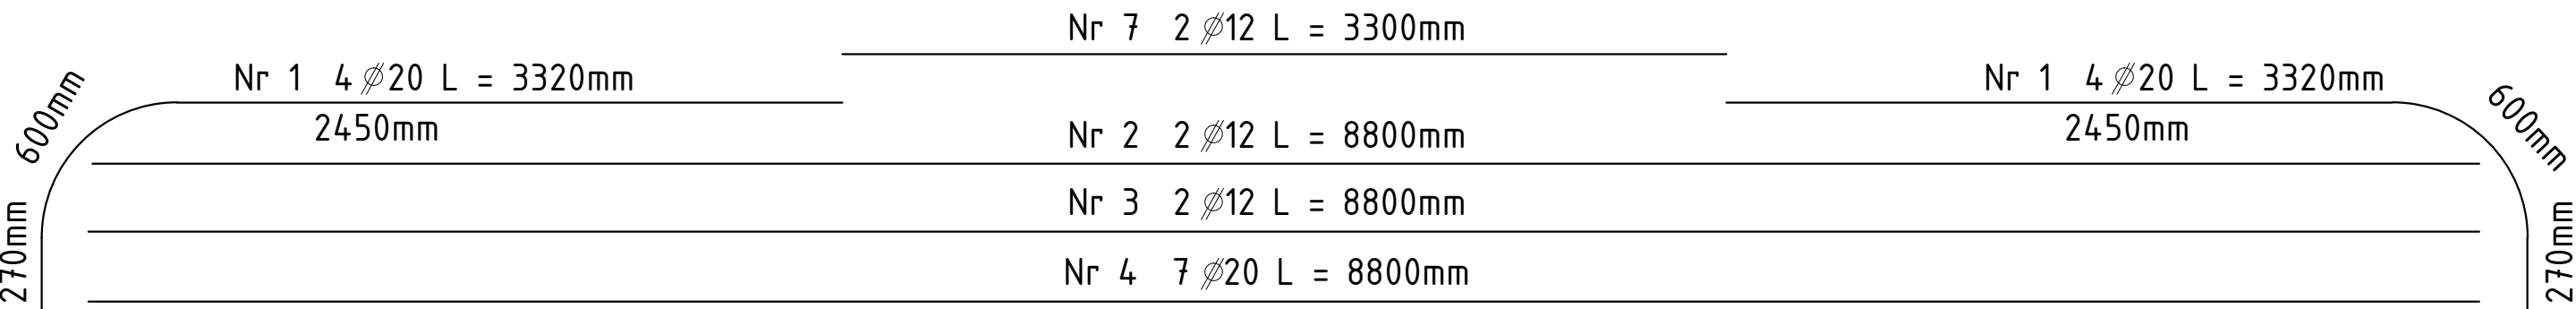 Nr 7 2 ⌀12 L = 3300mm
Nr 1 4 ⌀20 L = 3320mm
Nr 1 4 ⌀20 L = 3320mm
600mm
600mm
2450mm
2450mm
Nr 2 2 ⌀12 L = 8800mm
Nr 3 2 ⌀12 L = 8800mm
270mm
270mm
Nr 4 7 ⌀20 L = 8800mm